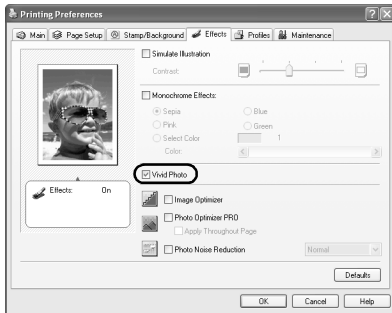 Printing Preferences
Main Page Setup Stamp/Background Effects Profiles Maintenance
Simulate Illustration
Contrast:
Monochrome Effects:
Sepia Blue
Pink Green
Select Color 1
Color:
Vivid Photo
Effects: On
Image Optimizer
Photo Optimizer PRO
Apply Throughout Page
Photo Noise Reduction Normal
Defaults
OK Cancel Help